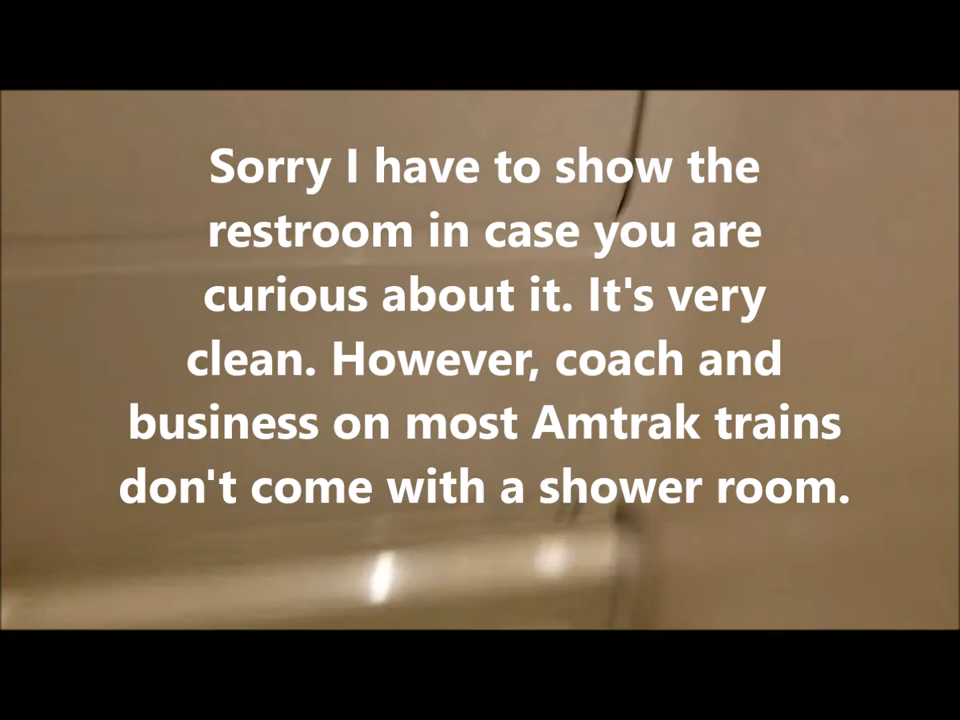 Sorry I have to show the
restroom in case you are
curious about it. It's very
clean. However, coach and
business on most Amtrak trains
don't come with a shower room.